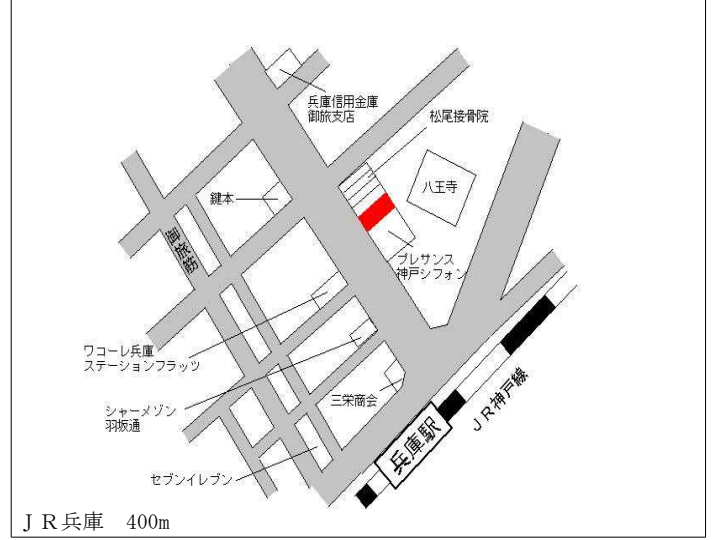 兵庫信用金庫
御旅支店
松尾接骨院
八王寺
鍵本
御旅筋
プレサンス
神戸シフォン
ワコーレ兵庫
ステーションフラッツ
シャーメゾン
羽坂通
三栄商会
セブンイレブン
兵庫駅
ＪＲ神戸線
ＪＲ兵庫　400m